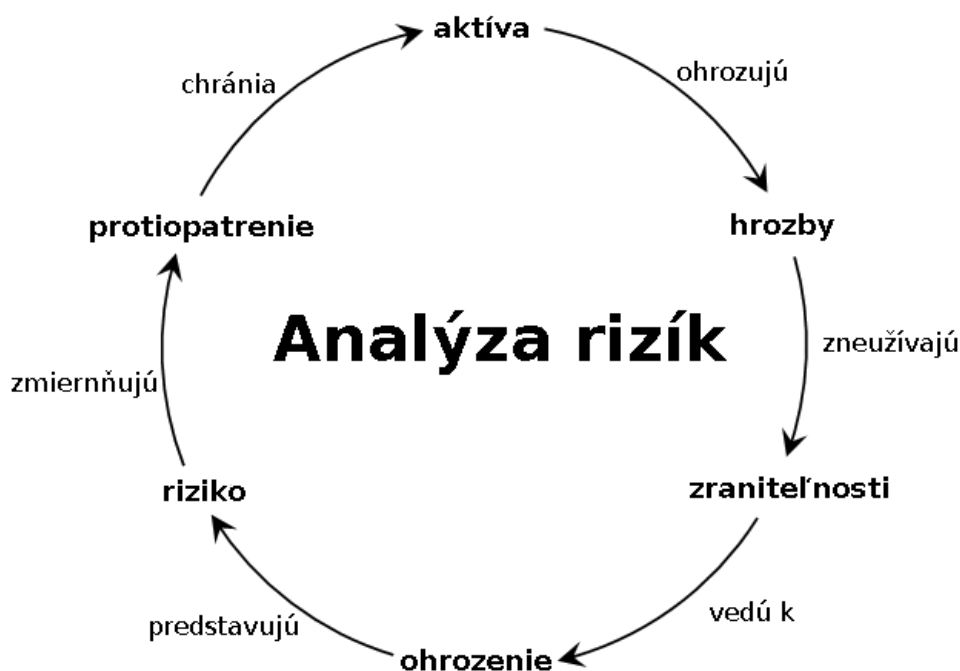 aktíva
ohrozujú
chránia
protiopatrenie
hrozby
Analýza rizík
zneužívajú
zmiernňujú
riziko
zraniteľnosti
vedú k
predstavujú
ohrozenie